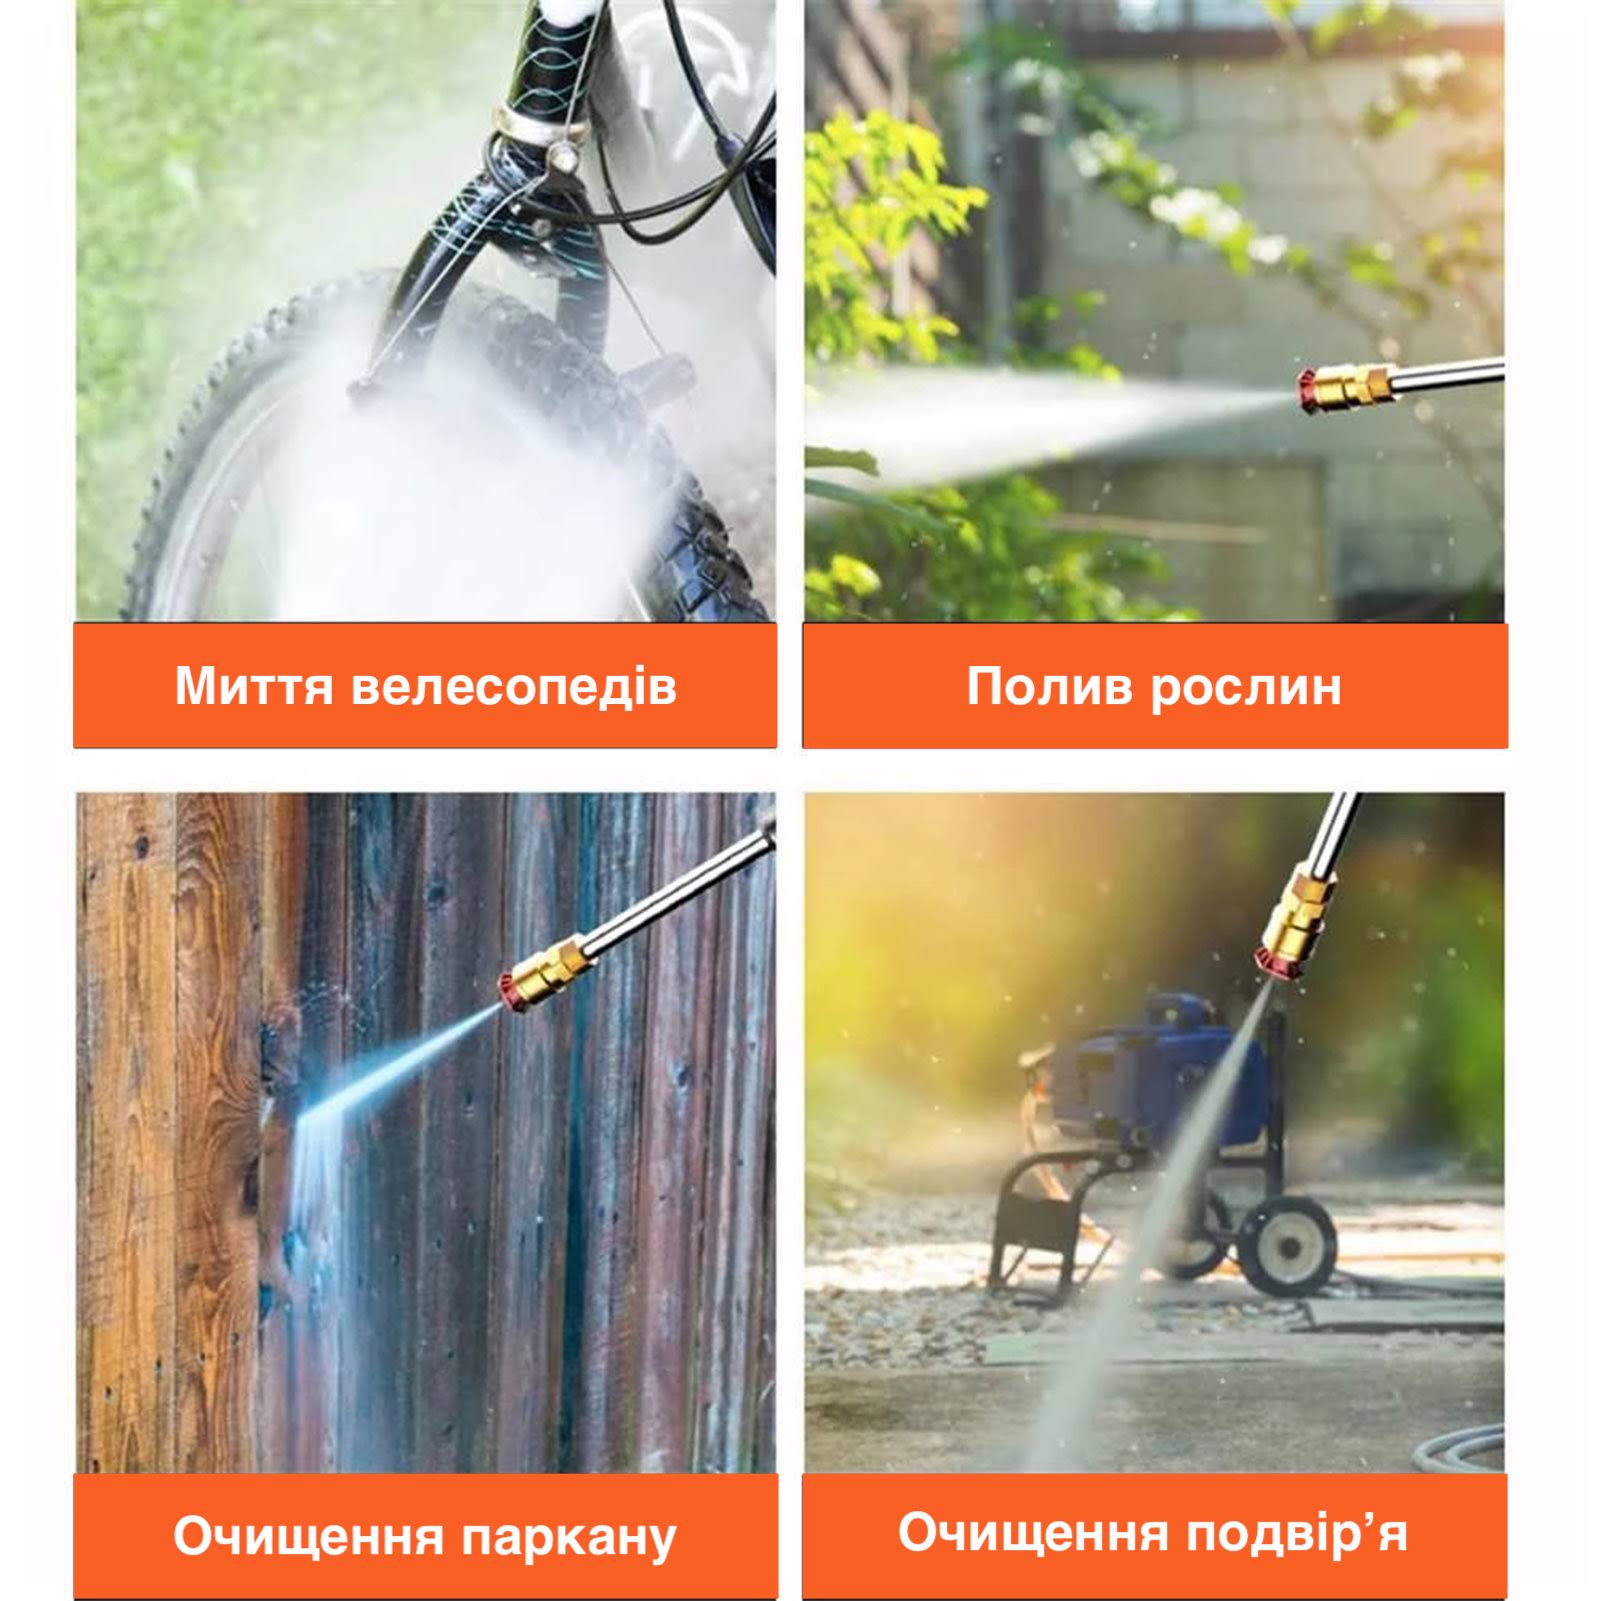 Миття велесопедів
Полив рослин
Очищення паркану
Очищення подвір’я